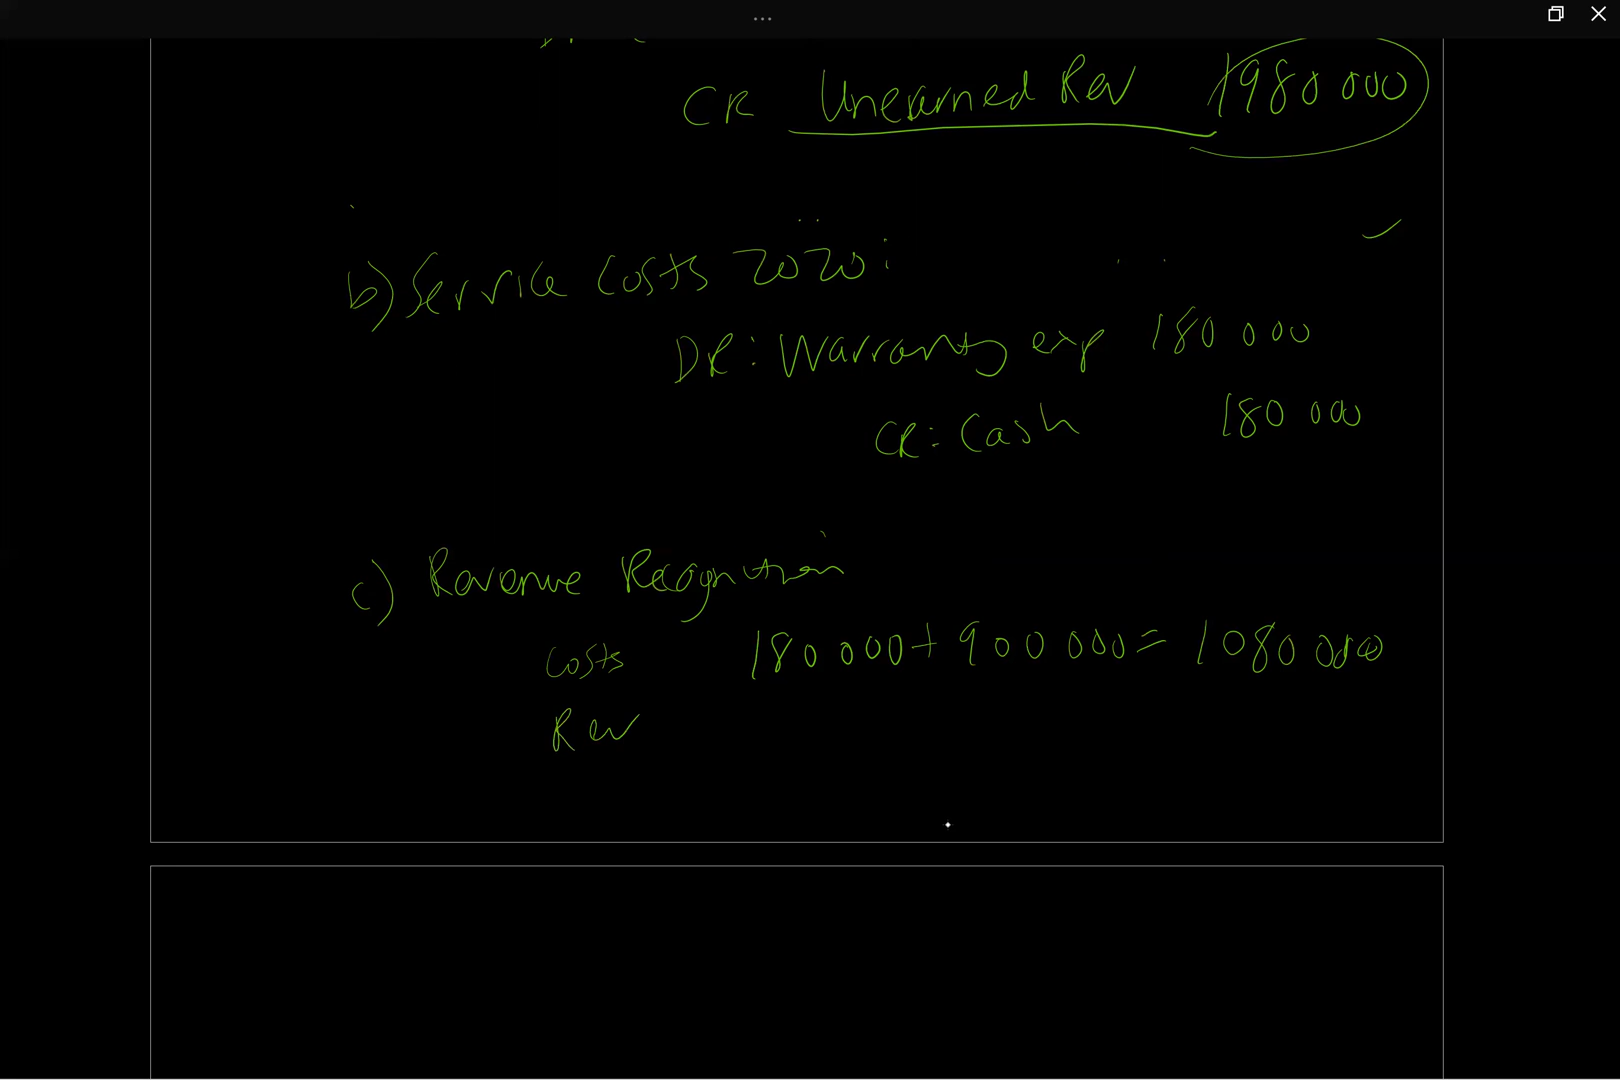 CR Unearned Rev 1980 000
b) Service Costs 2020:
DR: Warranty exp 180 000
CR: Cash 180 000
c) Revenue Recognition
Costs 180 000 + 900 000 = 1080 000
Rev